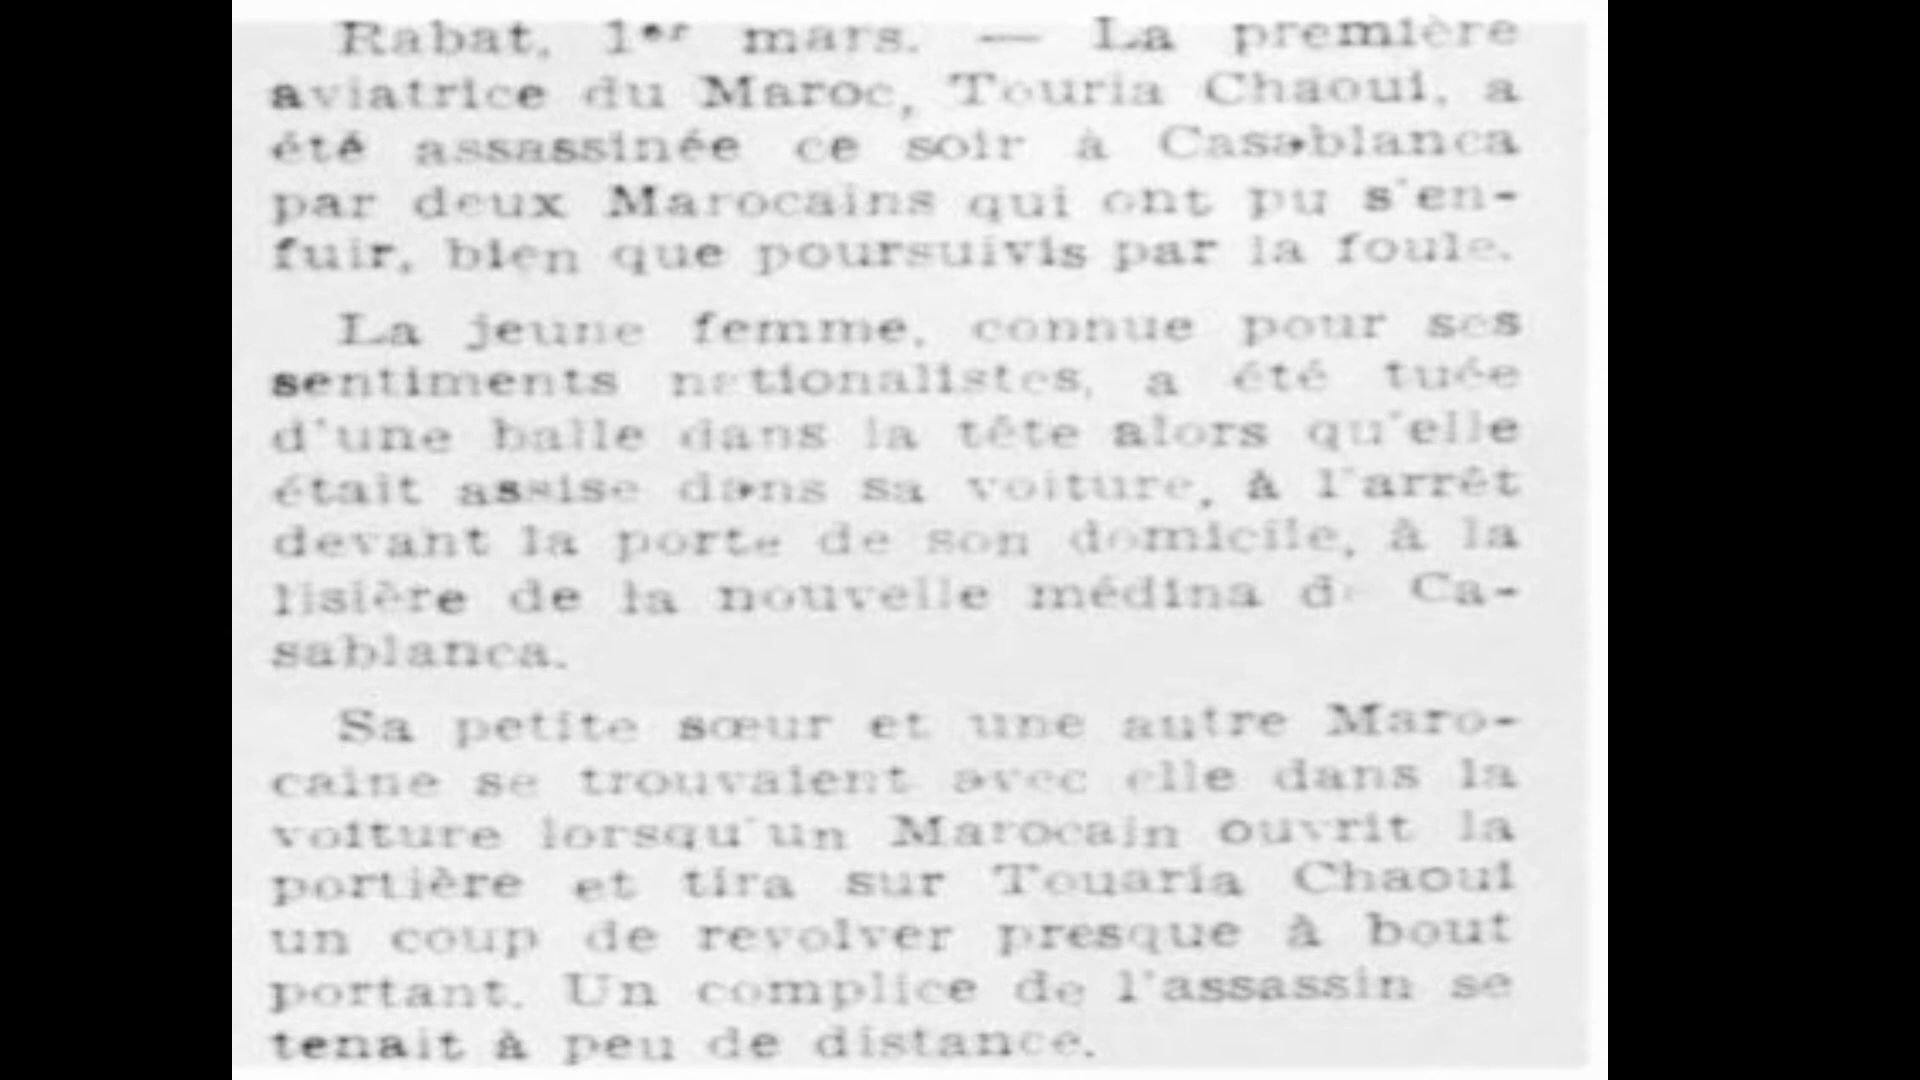 Rabat, 1er mars. — La première
aviatrice du Maroc, Touria Chaoui, a
été assassinée ce soir à Casablanca
par deux Marocains qui ont pu s'en-
fuir, bien que poursuivis par la foule.
La jeune femme, connue pour ses
sentiments nationalistes, a été tuée
d'une balle dans la tête alors qu'elle
était assise dans sa voiture, à l'arrêt
devant la porte de son domicile, à la
lisière de la nouvelle médina de Ca-
sablanca.
Sa petite sœur et une autre Maro-
caine se trouvaient avec elle dans la
voiture lorsqu'un Marocain ouvrit la
portière et tira sur Touaria Chaoui
un coup de revolver presque à bout
portant. Un complice de l'assassin se
tenait à peu de distance.